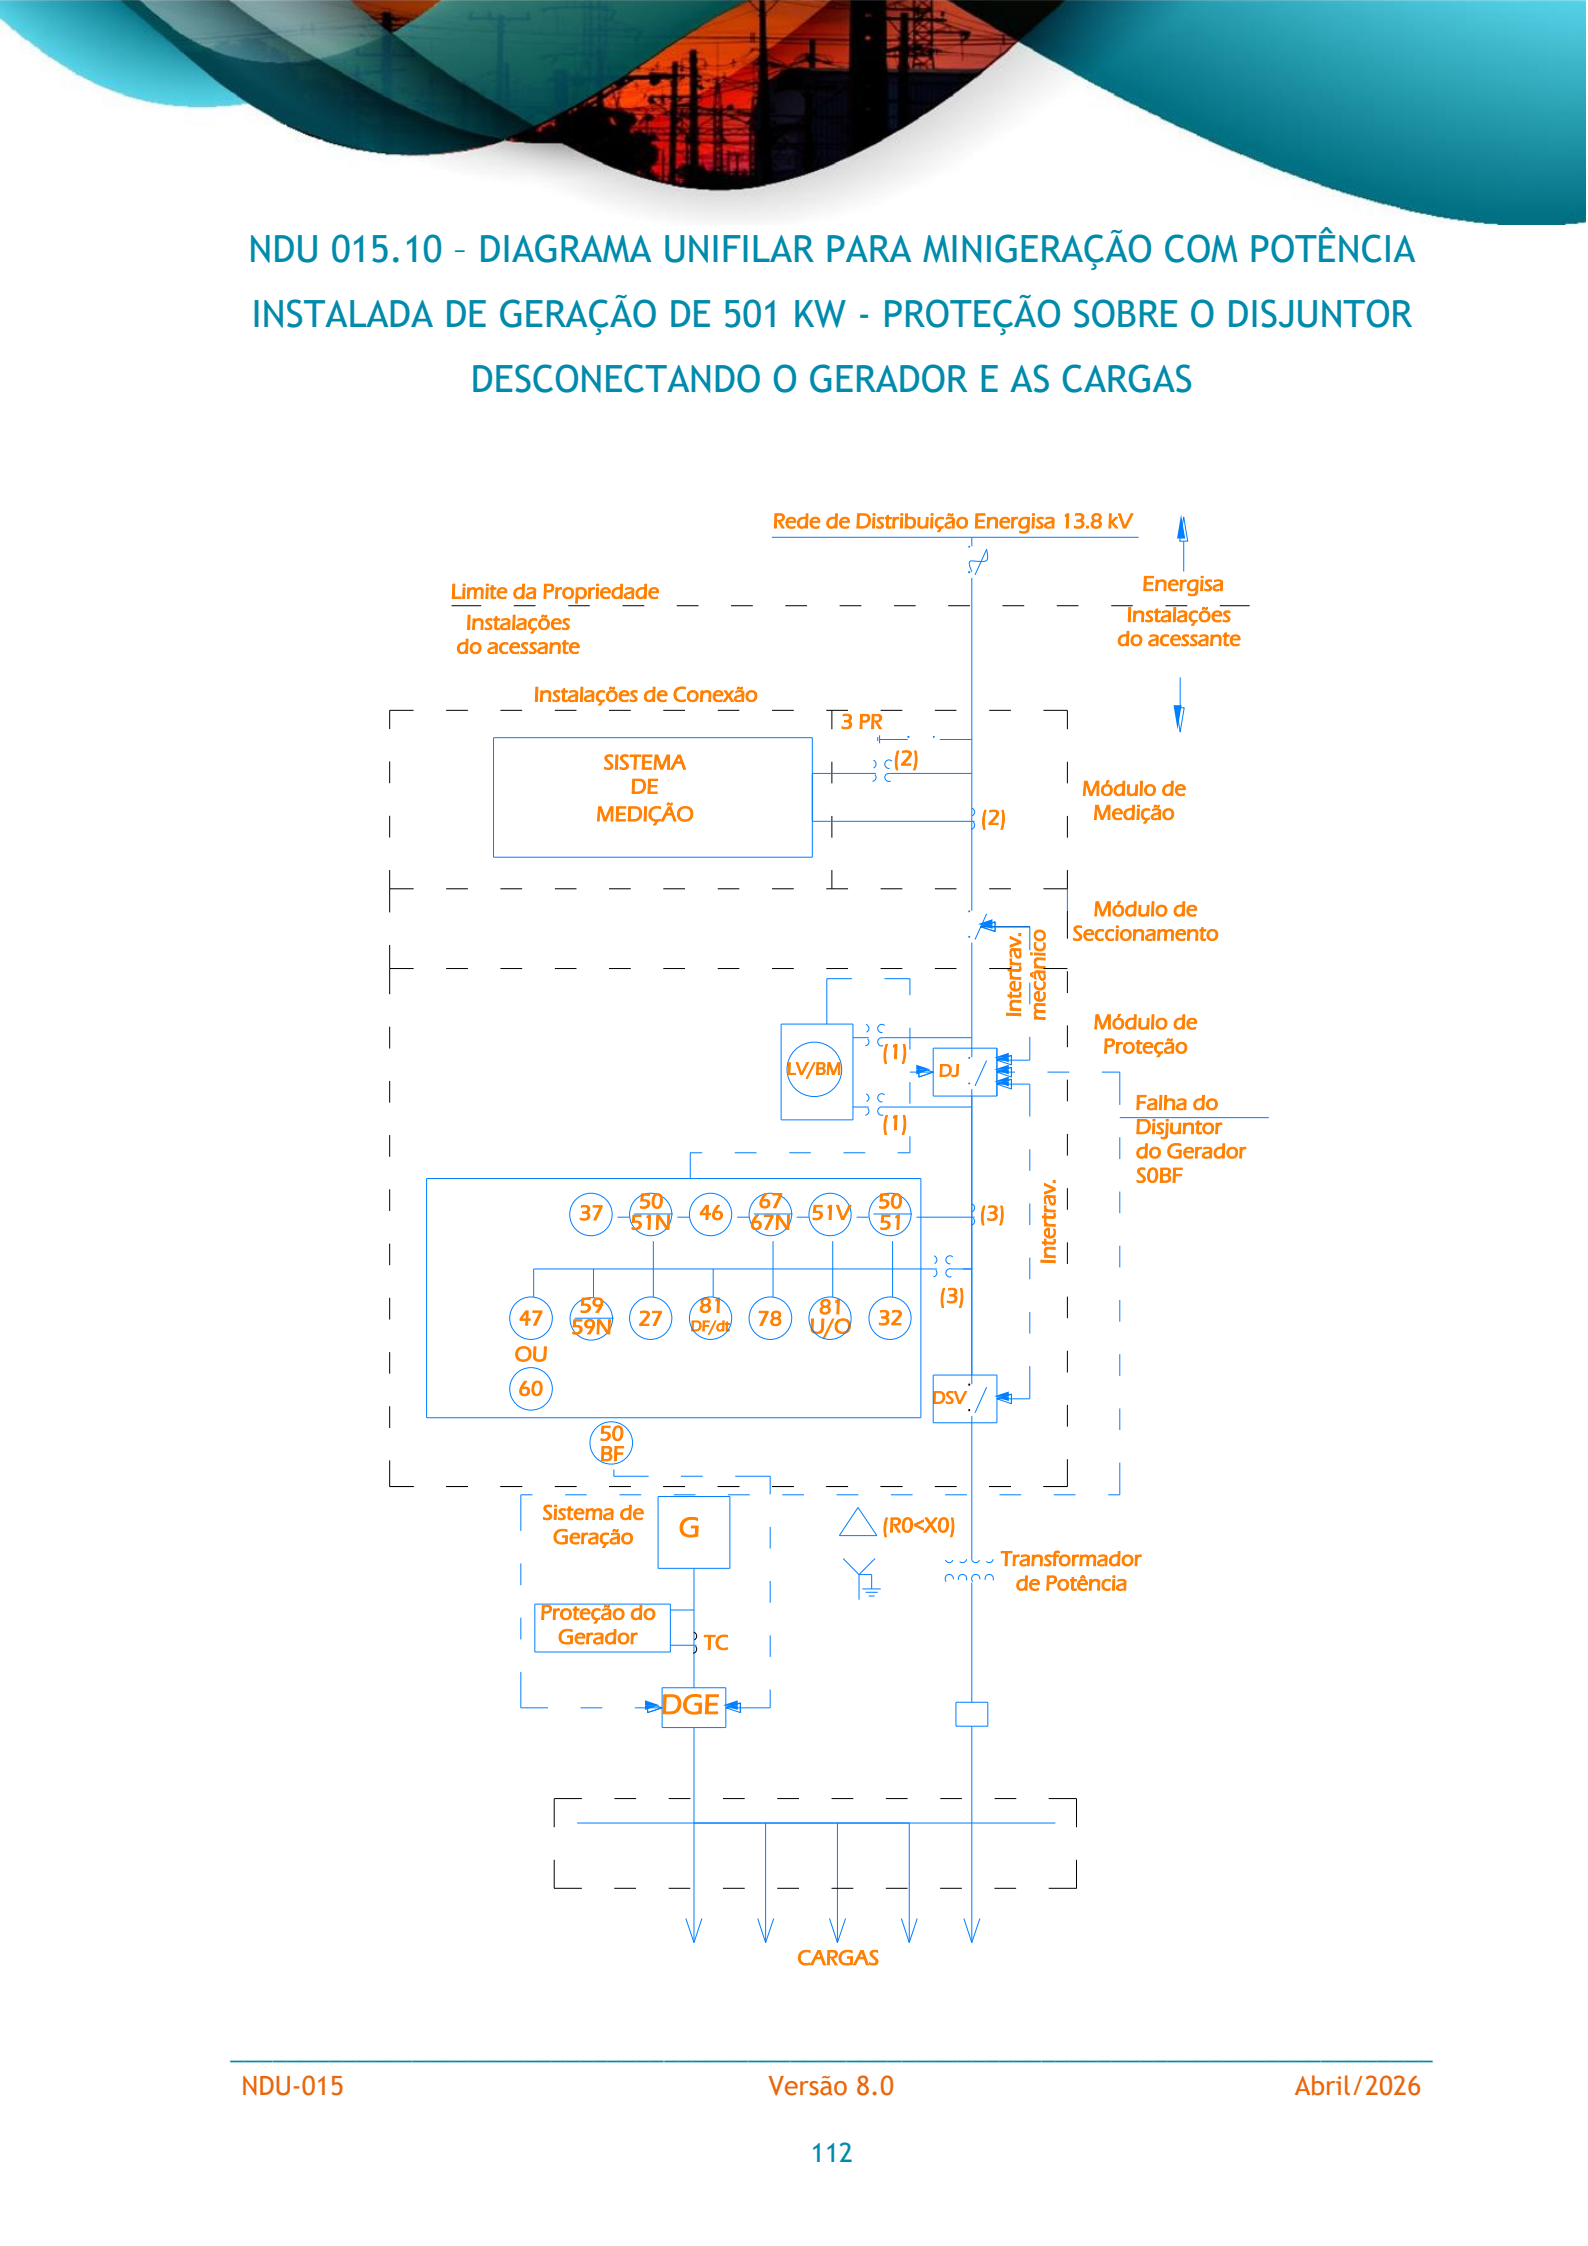 NDU 015.10 – DIAGRAMA UNIFILAR PARA MINIGERAÇÃO COM POTÊNCIA
INSTALADA DE GERAÇÃO DE 501 KW - PROTEÇÃO SOBRE O DISJUNTOR
DESCONECTANDO O GERADOR E AS CARGAS
Rede de Distribuição Energisa 13.8 kV
Limite da Propriedade
Instalações
do acessante
Energisa
Instalações
do acessante
Instalações de Conexão
3 PR
(2)
SISTEMA
DE
MEDIÇÃO
(2)
Módulo de
Medição
Módulo de
Seccionamento
Intertrav.
mecânico
Módulo de
Proteção
LV/BM
(1)
(1)
DJ
Falha do
Disjuntor
do Gerador
S0BF
37
50
51N
46
67
67N
51V
50
51
(3)
Intertrav.
(3)
47
59
59N
27
81
DF/dt
78
81
U/O
32
OU
60
DSV
50
BF
Sistema de
Geração
G
(R0<X0)
Transformador
de Potência
Proteção do
Gerador
TC
DGE
CARGAS
NDU-015
Versão 8.0
Abril/2026
112